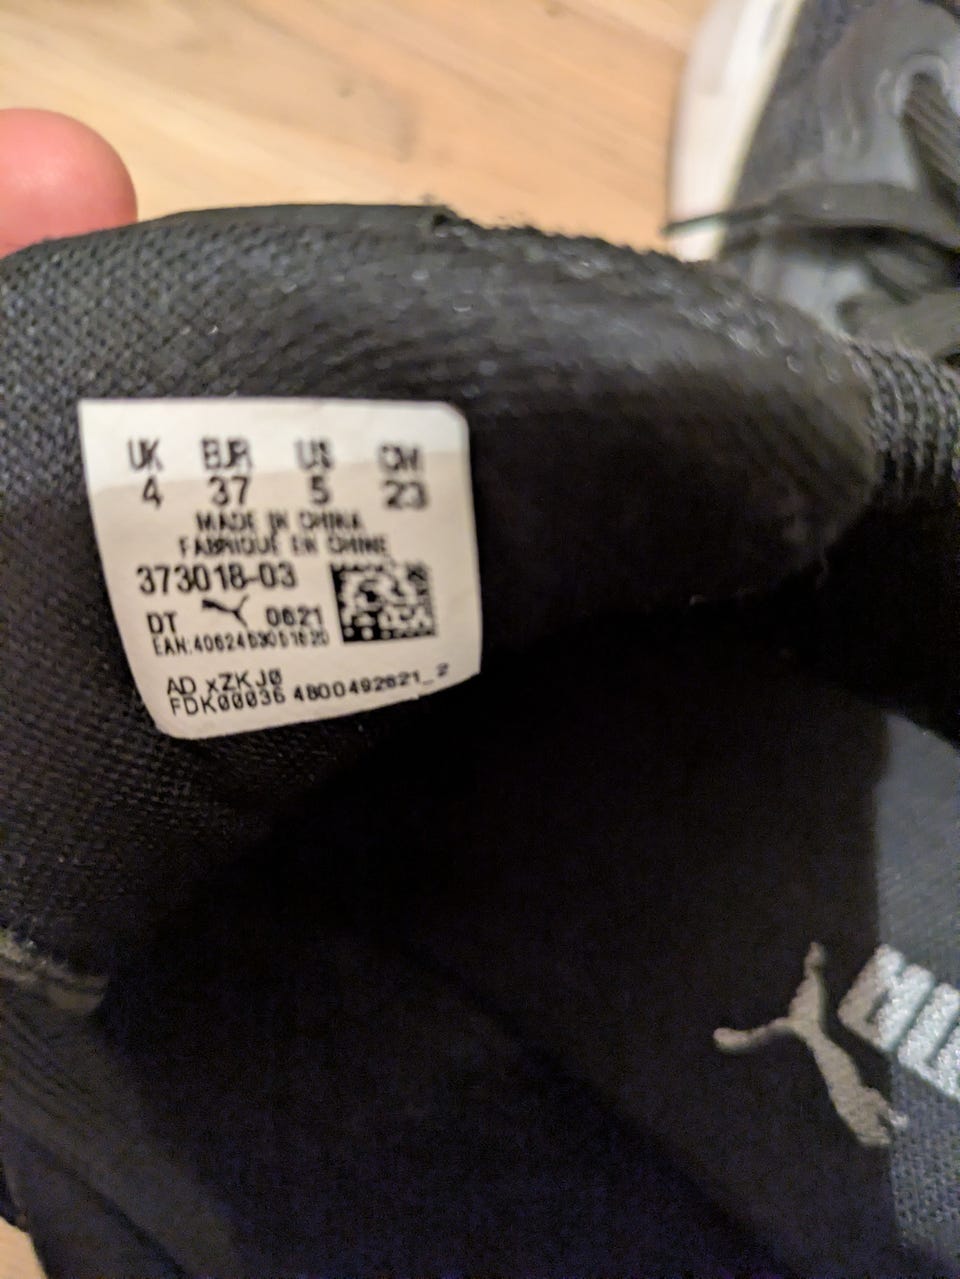 UK EUR US CM
4 37 5 23
MADE IN CHINA
FABRIQUE EN CHINE
373018-03
DT 0621
EAN:
AD xZKJ0
FDK00036 4800492621_2